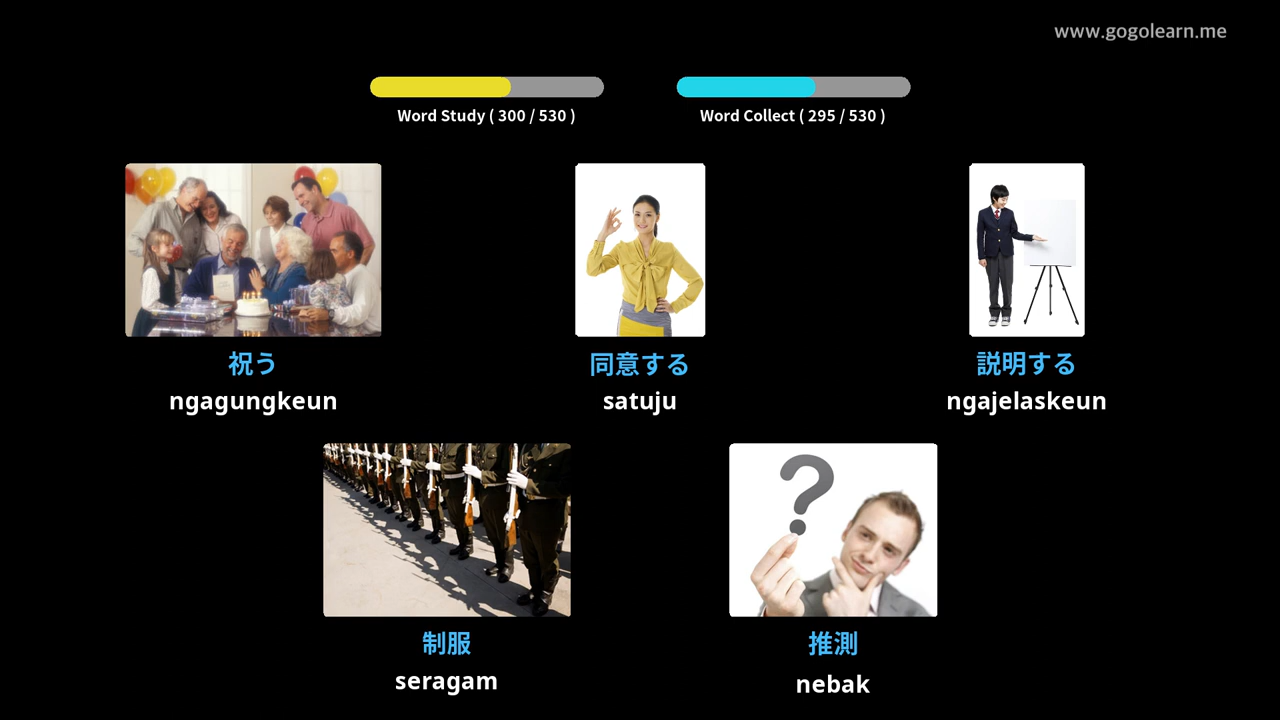 www.gogolearn.me
Word Study ( 300 / 530 )
Word Collect ( 295 / 530 )
祝う
ngagungkeun
同意する
satuju
説明する
ngajelaskeun
制服
seragam
推測
nebak